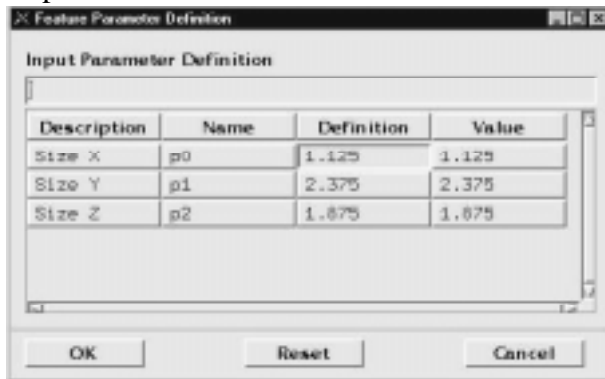 Feature Parameter Definition
Input Parameter Definition
Description Name Definition Value
Size X p0 1.125 1.125
Size Y p1 2.375 2.375
Size Z p2 1.875 1.875
OK Reset Cancel